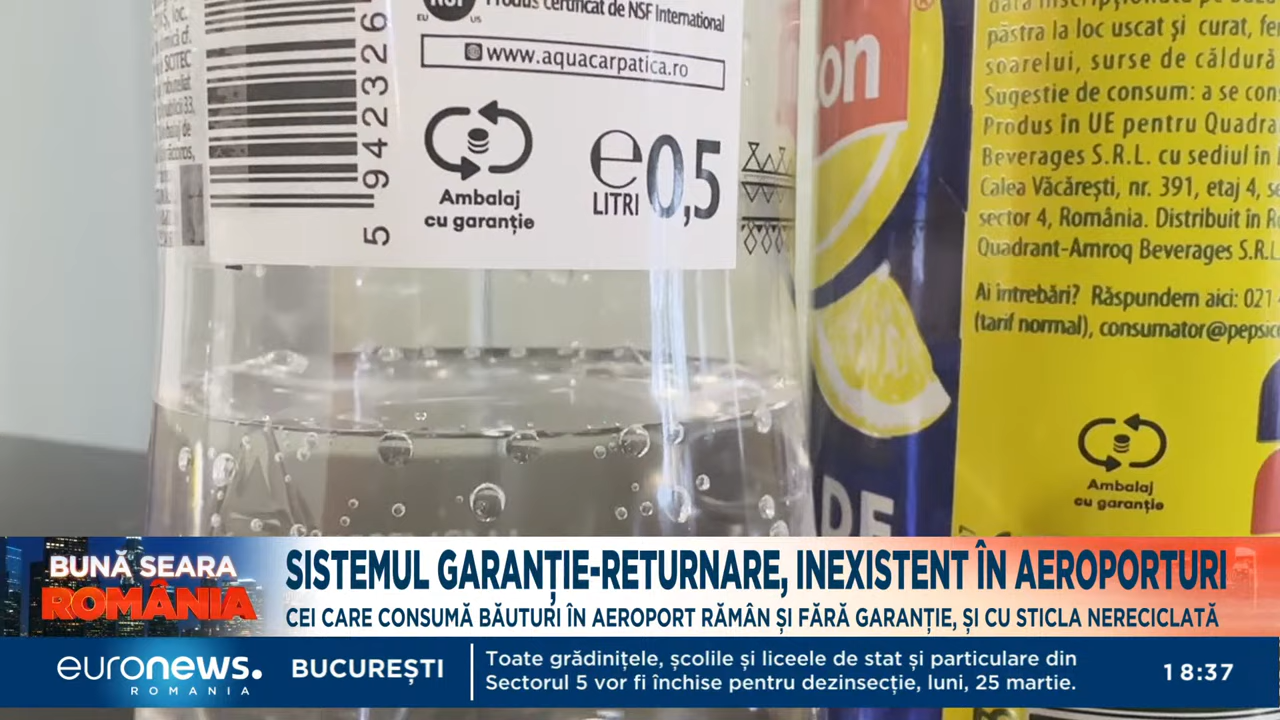 Produs certificat de NSF International
EU
US
www.aquacarpatica.ro
5 942326
Ambalaj
cu garanție
e 0,5
LITRI
păstra la loc uscat și curat,
soarelui, surse de căldură
Sugestie de consum: a se
Produs în UE pentru
Beverages S.R.L. cu sediul în
Calea Văcărești, nr. 391, etaj 4,
sector 4, România. Distribuit în
Quadrant-Amroq Beverages S.R.L.
Ai întrebări? Răspundem aici: 021
(tarif normal),
Ambalaj
cu garanție
BUNĂ SEARA
ROMÂNIA
SISTEMUL GARANȚIE-RETURNARE, INEXISTENT ÎN AEROPORTURI
CEI CARE CONSUMĂ BĂUTURI ÎN AEROPORT RĂMÂN ȘI FĂRĂ GARANȚIE, ȘI CU STICLA NERECICLATĂ
euronews.
ROMANIA
BUCUREȘTI
Toate grădinițele, școlile și liceele de stat și particulare din
Sectorul 5 vor fi închise pentru dezinsecție, luni, 25 martie.
18:37